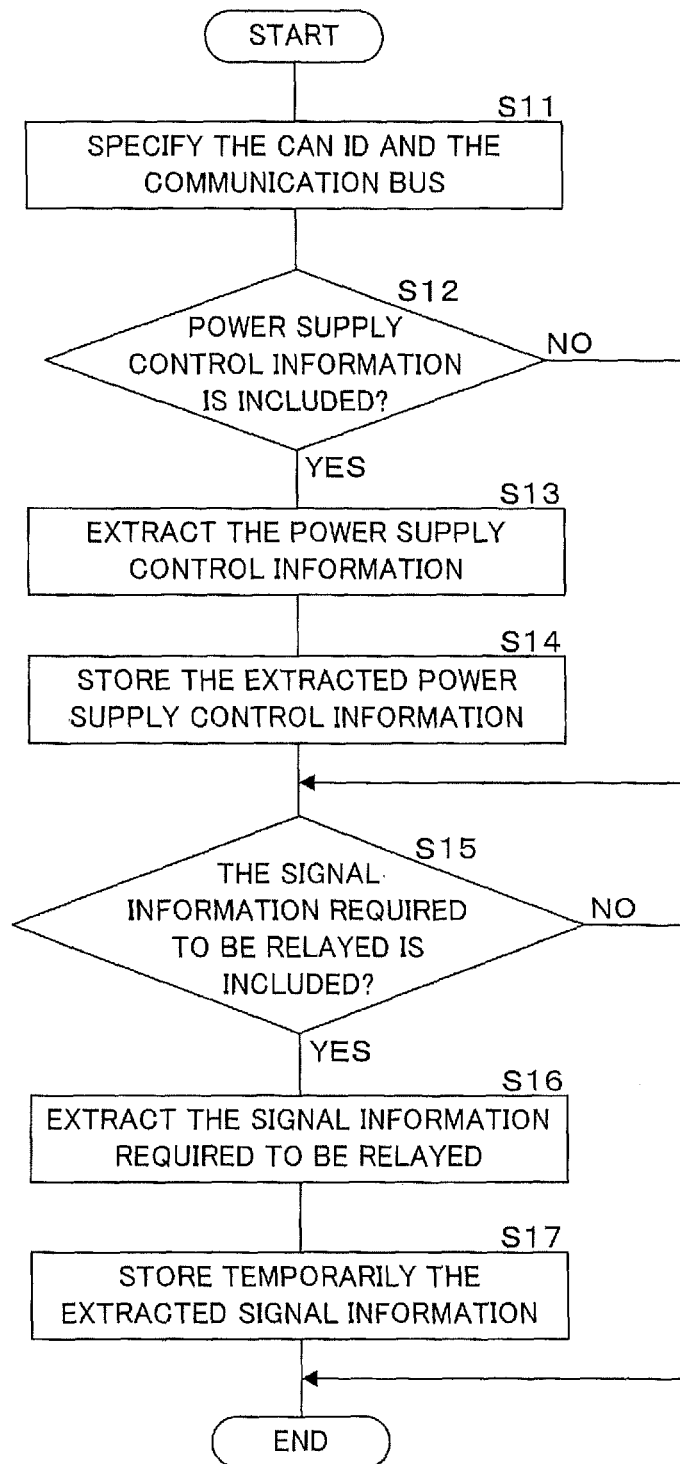 START
S11
SPECIFY THE CAN ID AND THE
COMMUNICATION BUS
S12
POWER SUPPLY
CONTROL INFORMATION
IS INCLUDED?
NO
YES
S13
EXTRACT THE POWER SUPPLY
CONTROL INFORMATION
S14
STORE THE EXTRACTED POWER
SUPPLY CONTROL INFORMATION
S15
THE SIGNAL
INFORMATION REQUIRED
TO BE RELAYED IS
INCLUDED?
NO
YES
S16
EXTRACT THE SIGNAL INFORMATION
REQUIRED TO BE RELAYED
S17
STORE TEMPORARILY THE
EXTRACTED SIGNAL INFORMATION
END